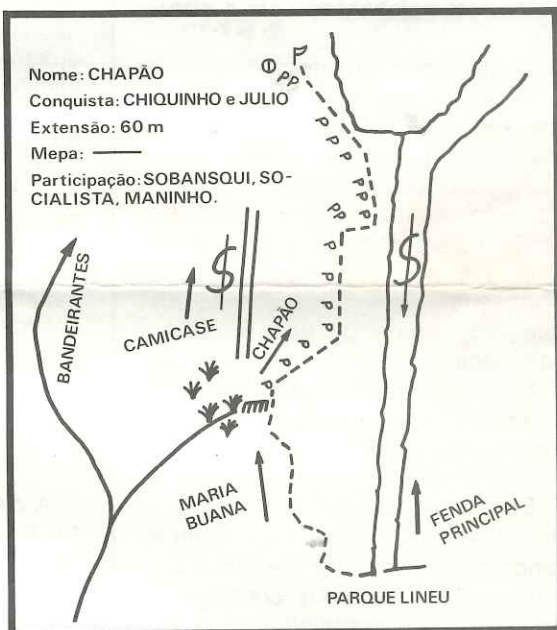 Nome: CHAPÃO
Conquista: CHIQUINHO e JULIO
Extensão: 60 m
Mepa: ——
Participação: SOBANSQUI, SO-
CIALISTA, MANINHO.
BANDEIRANTES
CAMICASE
$
CHAPÃO
$
MARIA
BUANA
FENDA
PRINCIPAL
PARQUE LINEU